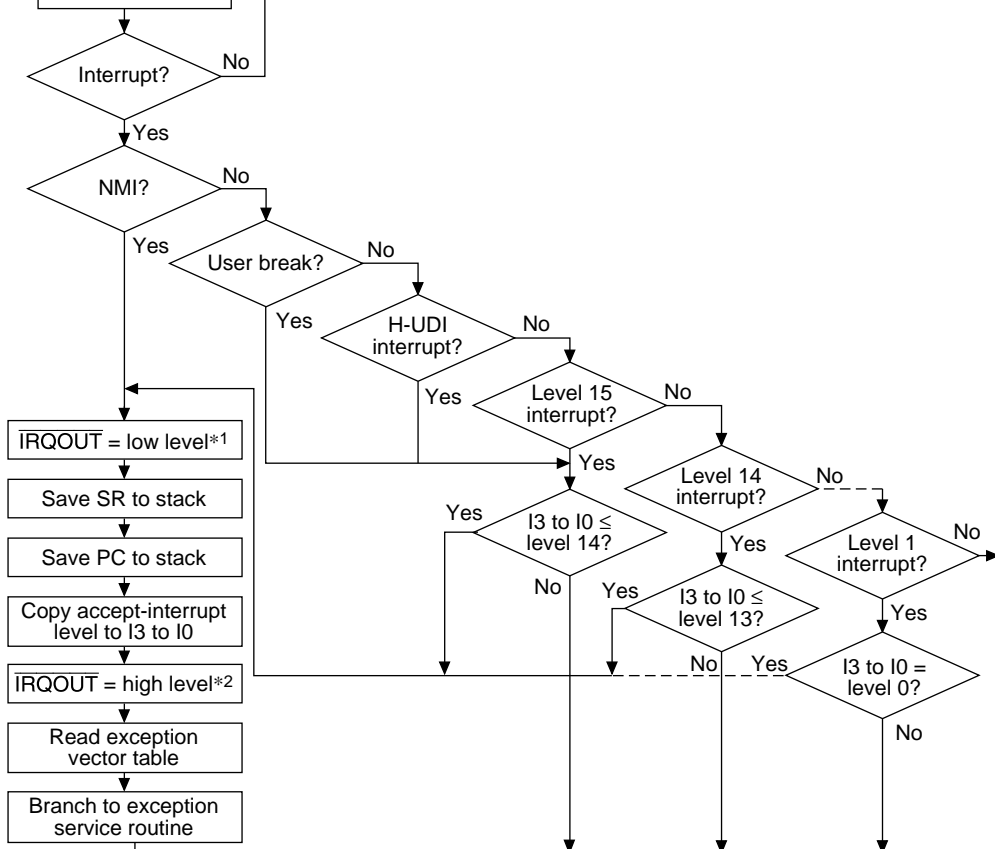 Interrupt?
No
Yes
NMI?
No
Yes
User break?
No
Yes
H-UDI
interrupt?
No
Yes
Level 15
interrupt?
No
Yes
Level 14
interrupt?
No
Yes
Level 1
interrupt?
No
Yes
I3 to I0 ≤
level 14?
Yes
No
I3 to I0 ≤
level 13?
Yes
No
I3 to I0 =
level 0?
Yes
No
IRQOUT = low level*1
Save SR to stack
Save PC to stack
Copy accept-interrupt
level to I3 to I0
IRQOUT = high level*2
Read exception
vector table
Branch to exception
service routine